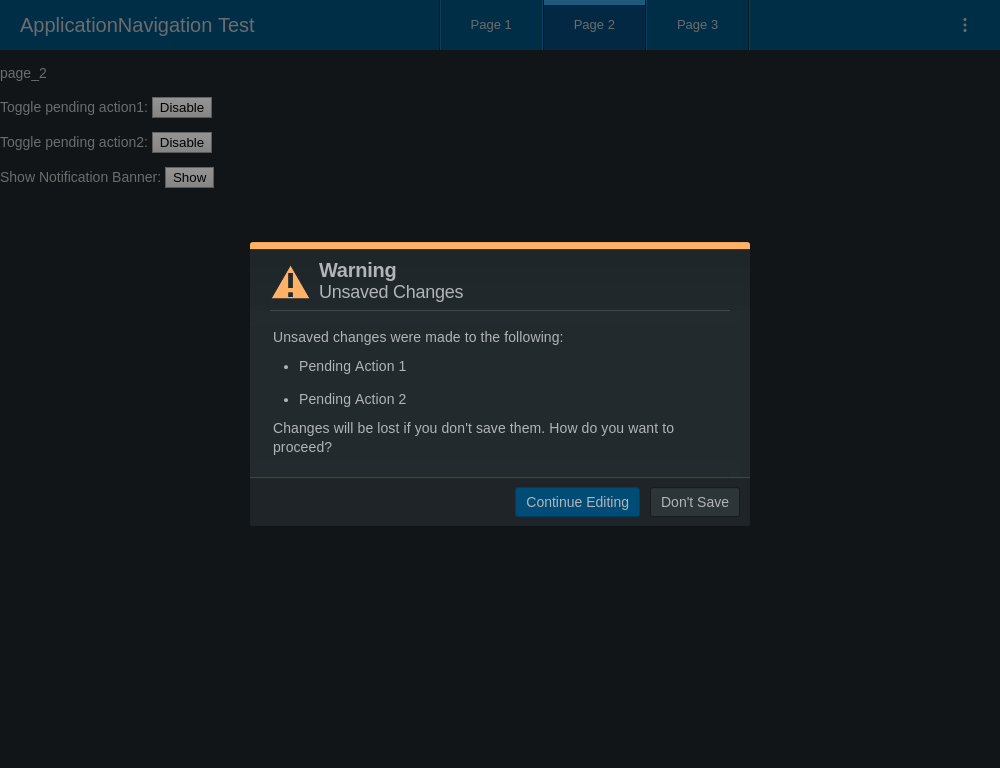 ApplicationNavigation Test
Page 1
Page 2
Page 3
page_2
Toggle pending action1: Disable
Toggle pending action2: Disable
Show Notification Banner: Show
Warning
Unsaved Changes
Unsaved changes were made to the following:
• Pending Action 1
• Pending Action 2
Changes will be lost if you don't save them. How do you want to
proceed?
Continue Editing
Don't Save